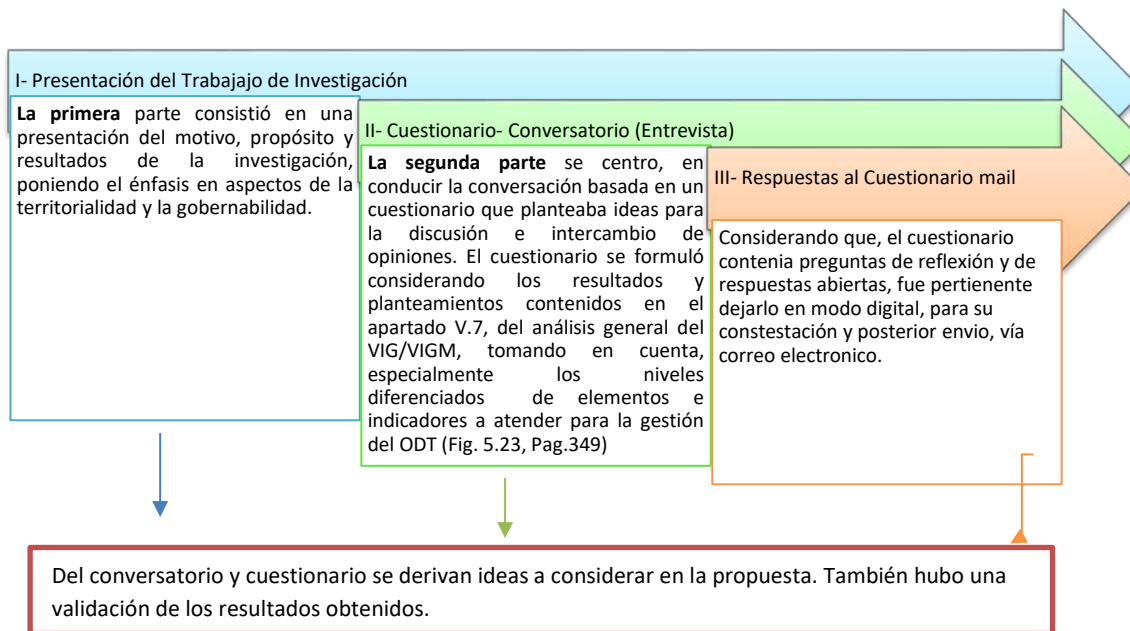 I- Presentación del Trabajajo de Investigación
La primera parte consistió en una
presentación del motivo, propósito y
resultados de la investigación,
poniendo el énfasis en aspectos de la
territorialidad y la gobernabilidad.
II- Cuestionario- Conversatorio (Entrevista)
La segunda parte se centro, en
conducir la conversación basada en un
cuestionario que planteaba ideas para
la discusión e intercambio de
opiniones. El cuestionario se formuló
considerando los resultados y
planteamientos contenidos en el
apartado V.7, del análisis general del
VIG/VIGM, tomando en cuenta,
especialmente los niveles
diferenciados de elementos e
indicadores a atender para la gestión
del ODT (Fig. 5.23, Pag.349)
III- Respuestas al Cuestionario mail
Considerando que, el cuestionario
contenia preguntas de reflexión y de
respuestas abiertas, fue pertienente
dejarlo en modo digital, para su
constestación y posterior envio, vía
correo electronico.
Del conversatorio y cuestionario se derivan ideas a considerar en la propuesta. También hubo una
validación de los resultados obtenidos.